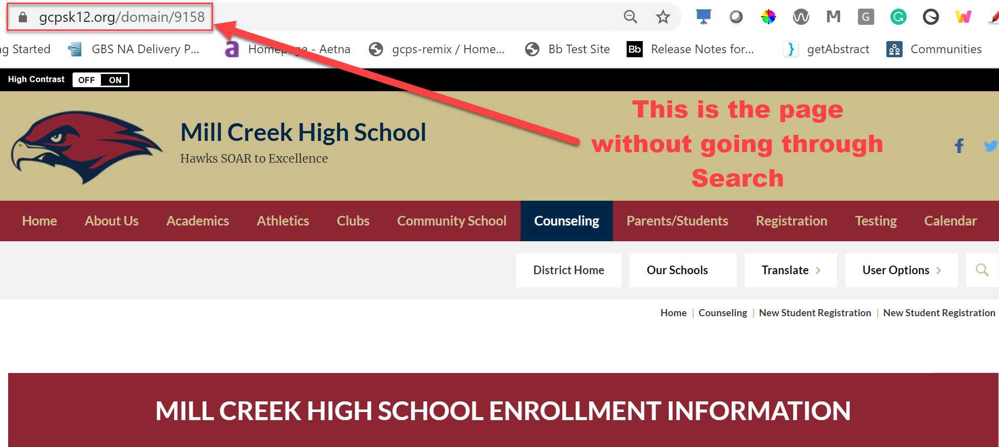 gcpsk12.org/domain/9158
g Started GBS NA Delivery P... Homepage - Aetna gcps-remix / Home... Bb Test Site Bb Release Notes for... getAbstract Communities
High Contrast OFF ON
This is the page
without going through
Search
Mill Creek High School
Hawks SOAR to Excellence
Home About Us Academics Athletics Clubs Community School Counseling Parents/Students Registration Testing Calendar
District Home Our Schools Translate User Options
Home | Counseling | New Student Registration | New Student Registration
MILL CREEK HIGH SCHOOL ENROLLMENT INFORMATION